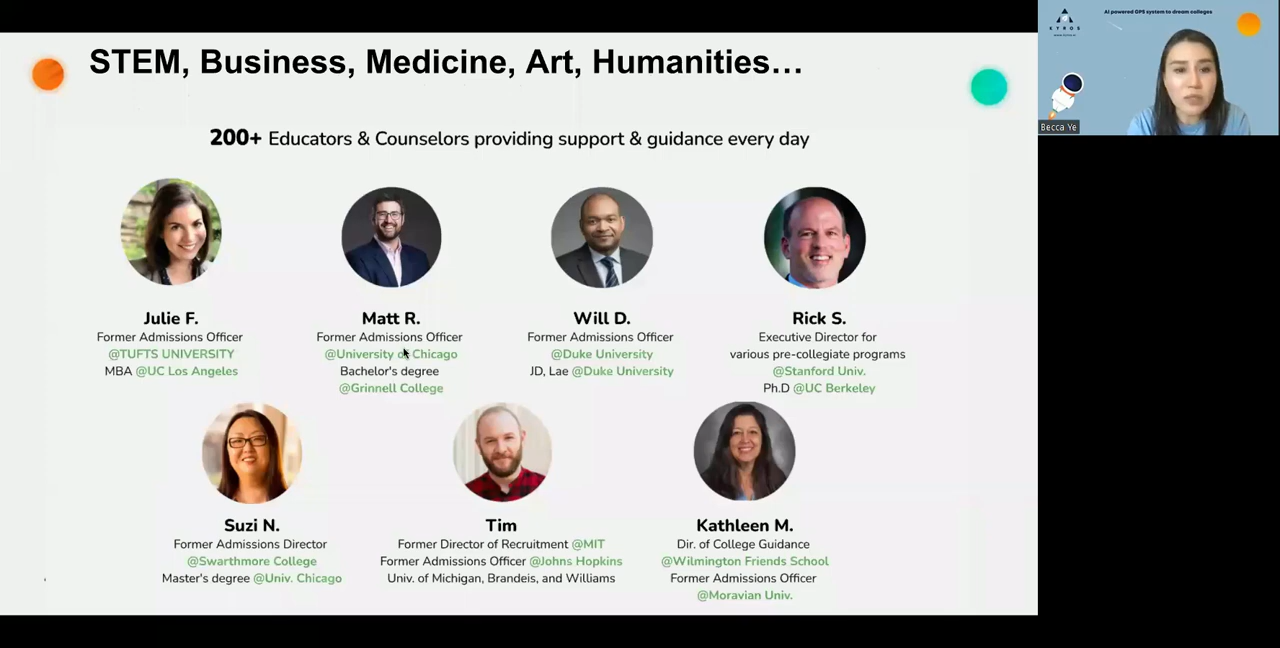 STEM, Business, Medicine, Art, Humanities...
200+ Educators & Counselors providing support & guidance every day
Julie F.
Former Admissions Officer
@TUFTS UNIVERSITY
MBA @UC Los Angeles
Matt R.
Former Admissions Officer
@University of Chicago
Bachelor's degree
@Grinnell College
Will D.
Former Admissions Officer
@Duke University
JD, Lae @Duke University
Rick S.
Executive Director for
various pre-collegiate programs
@Stanford Univ.
Ph.D @UC Berkeley
Suzi N.
Former Admissions Director
@Swarthmore College
Master's degree @Univ. Chicago
Tim
Former Director of Recruitment @MIT
Former Admissions Officer @Johns Hopkins
Univ. of Michigan, Brandeis, and Williams
Kathleen M.
Dir. of College Guidance
@Wilmington Friends School
Former Admissions Officer
@Moravian Univ.
AI powered GPS system to dream colleges
KYROS
Becca Ye